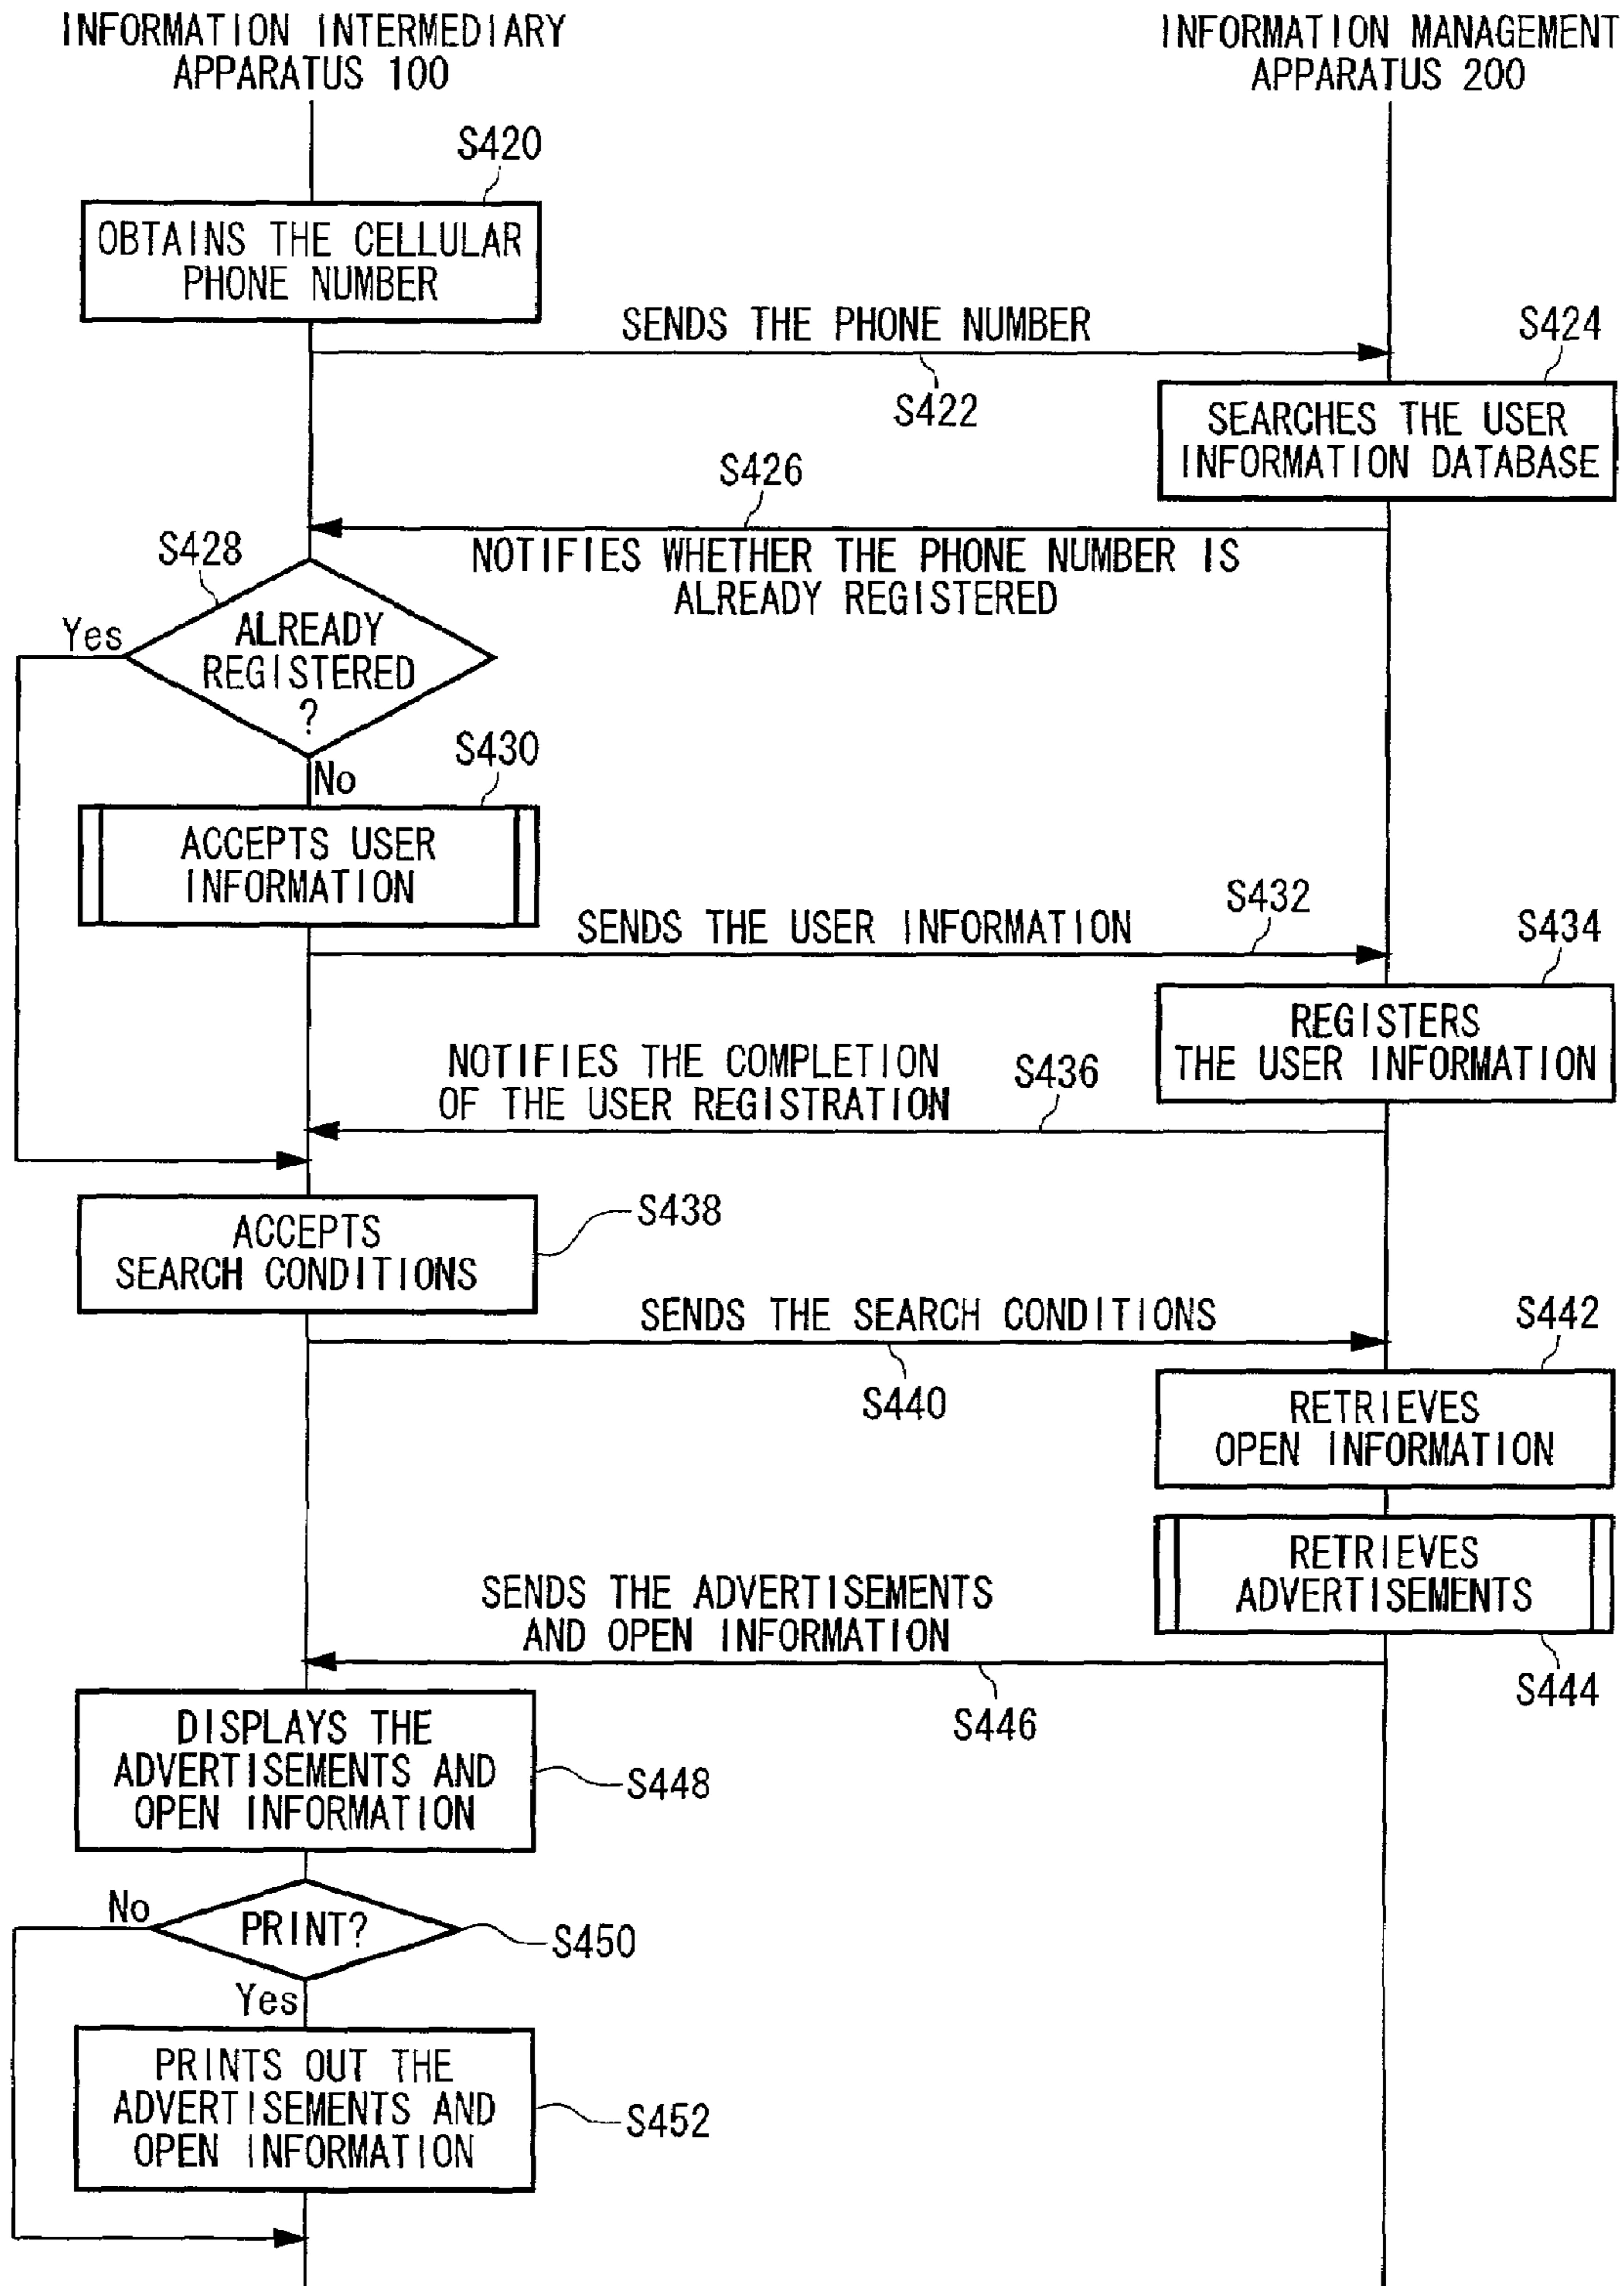 INFORMATION INTERMEDIARY
APPARATUS 100
INFORMATION MANAGEMENT
APPARATUS 200
S420
OBTAINS THE CELLULAR
PHONE NUMBER
SENDS THE PHONE NUMBER
S422
S424
SEARCHES THE USER
INFORMATION DATABASE
S426
NOTIFIES WHETHER THE PHONE NUMBER IS
ALREADY REGISTERED
S428
Yes
ALREADY
REGISTERED
?
No
S430
ACCEPTS USER
INFORMATION
SENDS THE USER INFORMATION
S432
S434
REGISTERS
THE USER INFORMATION
NOTIFIES THE COMPLETION
OF THE USER REGISTRATION
S436
ACCEPTS
SEARCH CONDITIONS
S438
SENDS THE SEARCH CONDITIONS
S440
S442
RETRIEVES
OPEN INFORMATION
RETRIEVES
ADVERTISEMENTS
S444
SENDS THE ADVERTISEMENTS
AND OPEN INFORMATION
S446
DISPLAYS THE
ADVERTISEMENTS AND
OPEN INFORMATION
S448
No
PRINT?
S450
Yes
PRINTS OUT THE
ADVERTISEMENTS AND
OPEN INFORMATION
S452